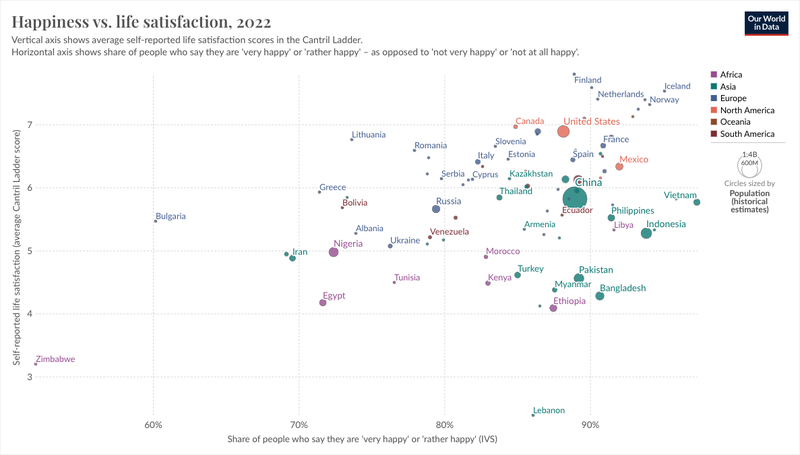 Happiness vs. life satisfaction, 2022
Vertical axis shows average self-reported life satisfaction scores in the Cantril Ladder.
Horizontal axis shows share of people who say they are 'very happy' or 'rather happy' – as opposed to 'not very happy' or 'not at all happy'.
Our World
in Data
Finland
Iceland
Netherlands
Norway
Canada
United States
7
Lithuania
Slovenia
France
Romania
Italy
Estonia
Spain
Mexico
Serbia
Cyprus
Kazakhstan
China
6
Greece
Thailand
Vietnam
Bolivia
Russia
Ecuador
Philippines
Bulgaria
Albania
Venezuela
Armenia
Libya
Indonesia
Ukraine
Nigeria
5
Iran
Morocco
Tunisia
Kenya
Turkey
Pakistan
Myanmar
Bangladesh
Egypt
Ethiopia
4
Zimbabwe
3
Lebanon
60%
70%
80%
90%
Share of people who say they are 'very happy' or 'rather happy' (IVS)
Self-reported life satisfaction (average Cantril Ladder score)
Africa
Asia
Europe
North America
Oceania
South America
1:4B
600M
Circles sized by
Population
(historical
estimates)